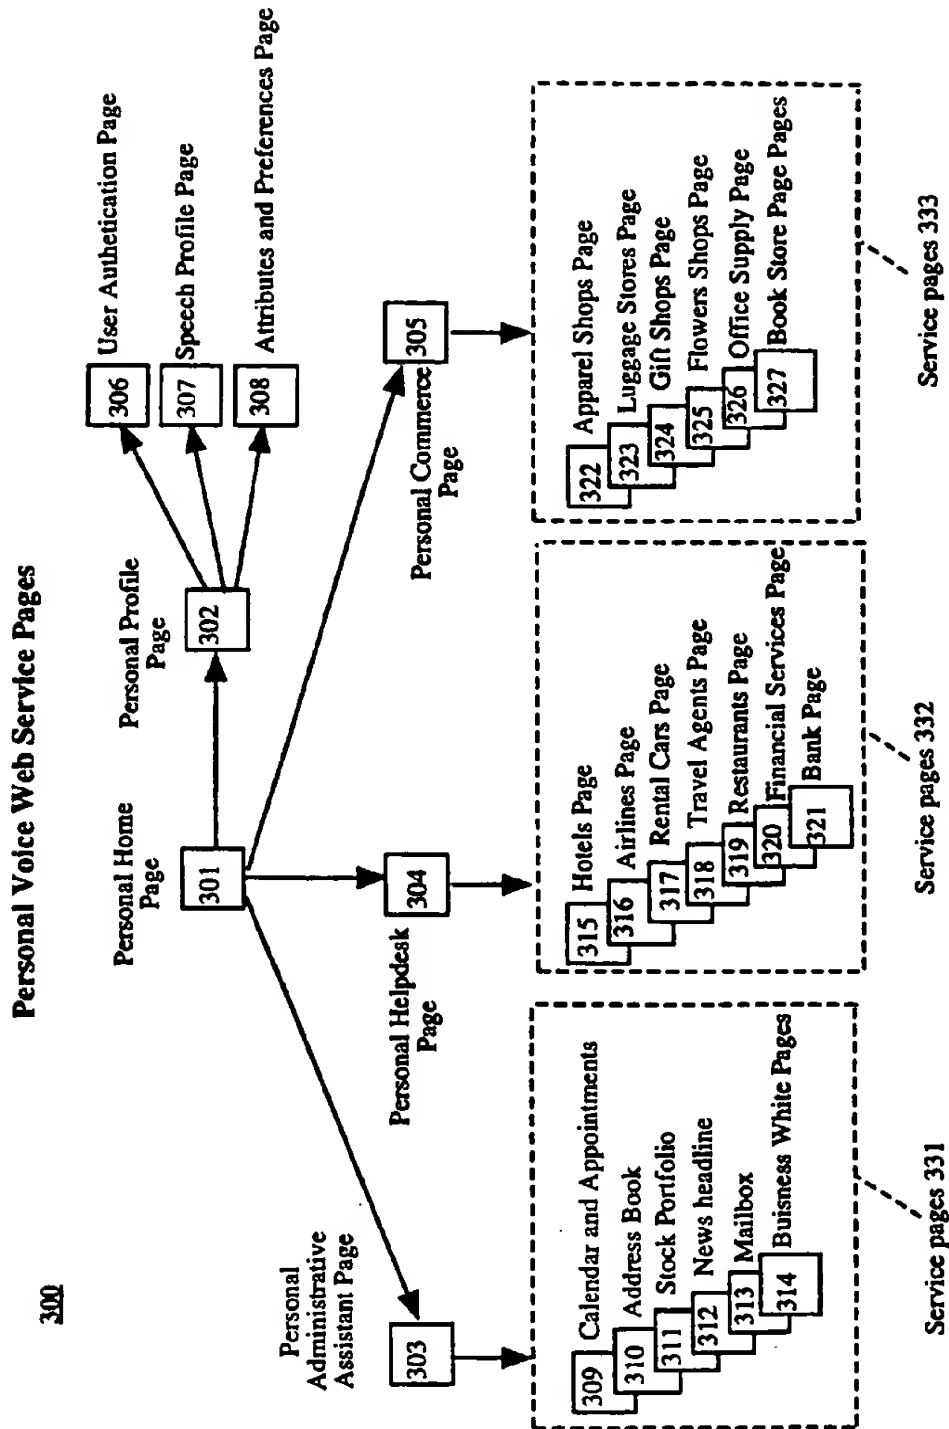 300
Personal Voice Web Service Pages
Personal Home
Page
301
Personal Profile
Page
302
306
User Authetication Page
307
Speech Profile Page
308
Attributes and Preferences Page
Personal
Administrative
Assistant Page
303
Personal Helpdesk
Page
304
Personal Commerce
Page
305
309
Calendar and Appointments
310
Address Book
311
Stock Portfolio
312
News headline
313
Mailbox
314
Buisness White Pages
Service pages 331
315
Hotels Page
316
Airlines Page
317
Rental Cars Page
318
Travel Agents Page
319
Restaurants Page
320
Financial Services Page
321
Bank Page
Service pages 332
322
Apparel Shops Page
323
Luggage Stores Page
324
Gift Shops Page
325
Flowers Shops Page
326
Office Supply Page
327
Book Store Page Pages
Service pages 333